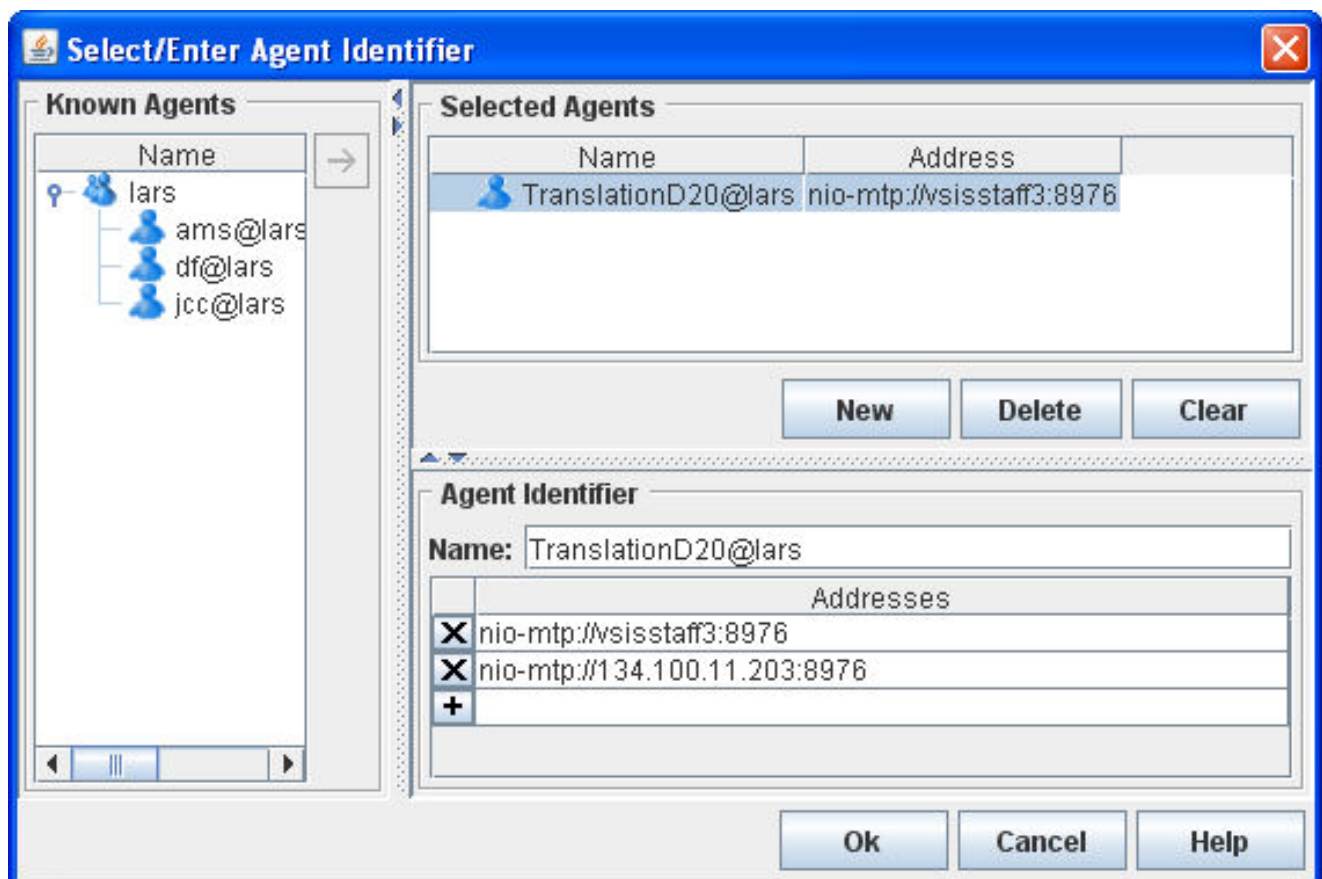 Select/Enter Agent Identifier
Known Agents
Name
lars
ams@lars
df@lars
jcc@lars
Selected Agents
Name Address
TranslationD20@lars nio-mtp://vsisstaff3:8976
New Delete Clear
Agent Identifier
Name: TranslationD20@lars
Addresses
nio-mtp://vsisstaff3:8976
nio-mtp://134.100.11.203:8976
Ok Cancel Help